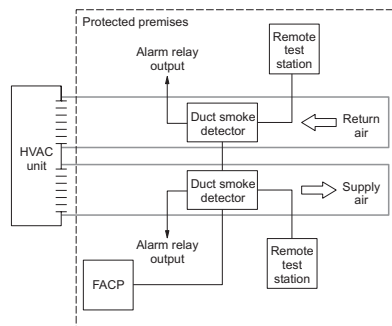 Protected premises
Alarm relay
output
Remote
test
station
Duct smoke
detector
Return
air
HVAC
unit
Duct smoke
detector
Supply
air
Alarm relay
output
Remote
test
station
FACP